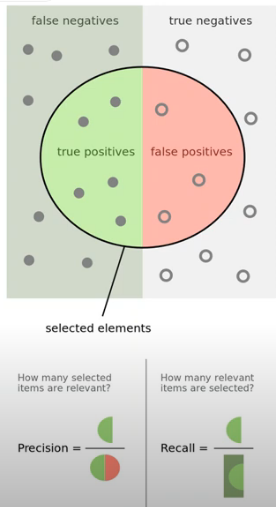 false negatives
true negatives
true positives
false positives
selected elements
How many selected
items are relevant?
Precision =
How many relevant
items are selected?
Recall =